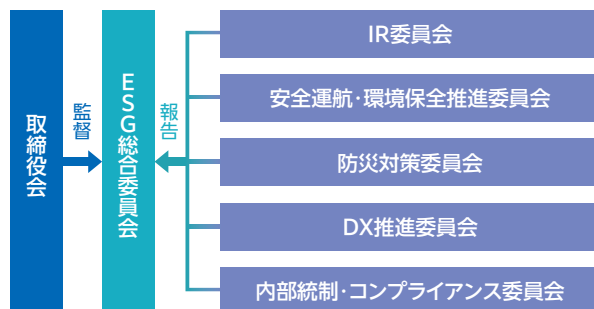 取締役会
監督
ESG総合委員会
報告
IR委員会
安全運航・環境保全推進委員会
防災対策委員会
DX推進委員会
内部統制・コンプライアンス委員会